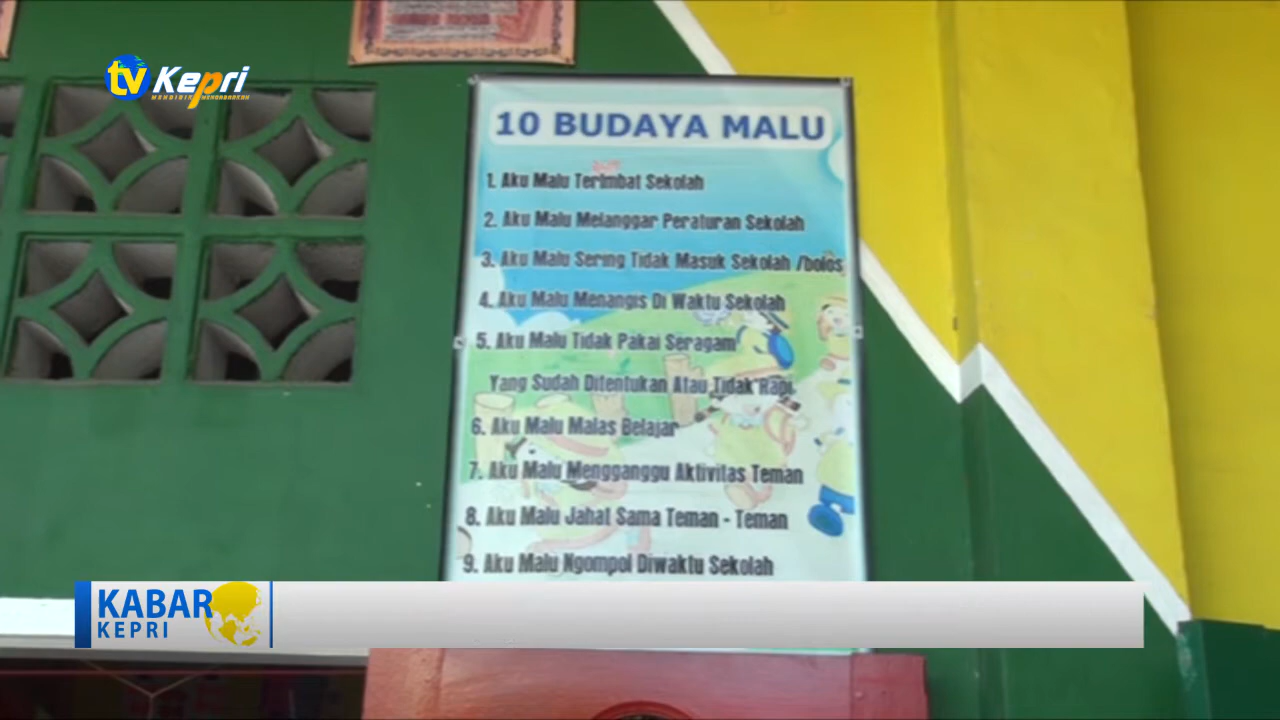 tv Kepri
10 BUDAYA MALU
1. Aku Malu Terlmbat Sekolah
2. Aku Malu Melanggar Peraturan Sekolah
3. Aku Malu Sering Tidak Masuk Sekolah /bolos
4. Aku Malu Menangis Di Waktu Sekolah
5. Aku Malu Tidak Pakai Seragam
Yang Sudah Ditentukan Atau Tidak Rapi
6. Aku Malu Malas Belajar
7. Aku Malu Mengganggu Aktivitas Teman
8. Aku Malu Jahat Sama Teman - Teman
9. Aku Malu Ngompol Diwaktu Sekolah
KABAR
KEPRI